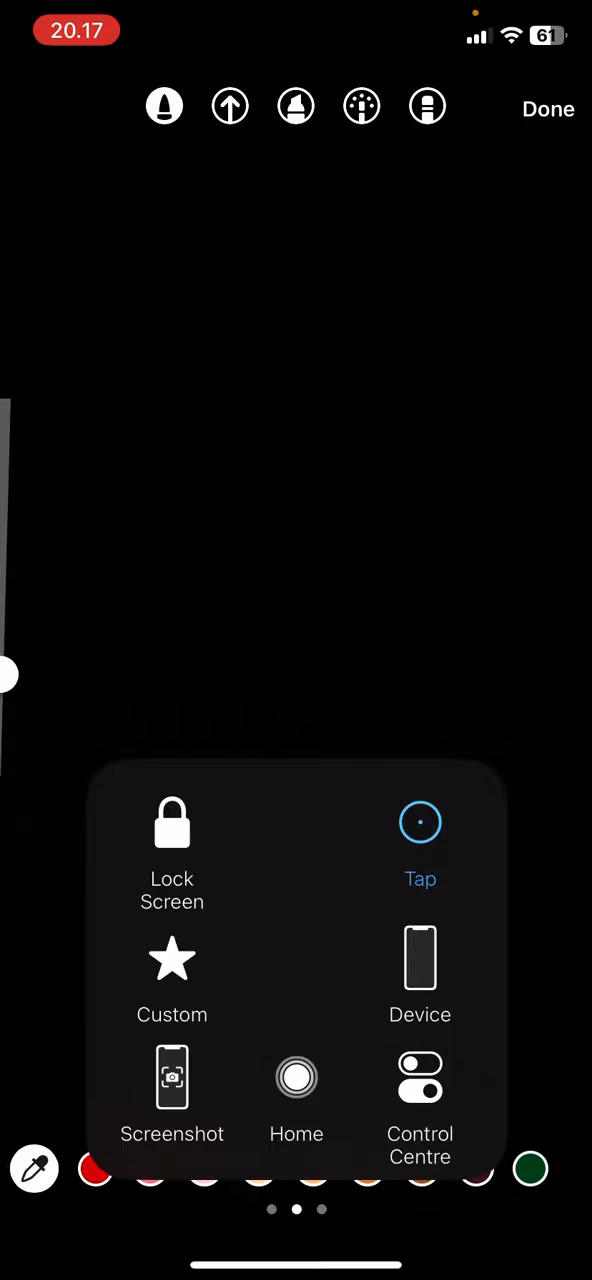 20.17
61
Done
Lock
Screen
Tap
Custom
Device
Screenshot
Home
Control
Centre